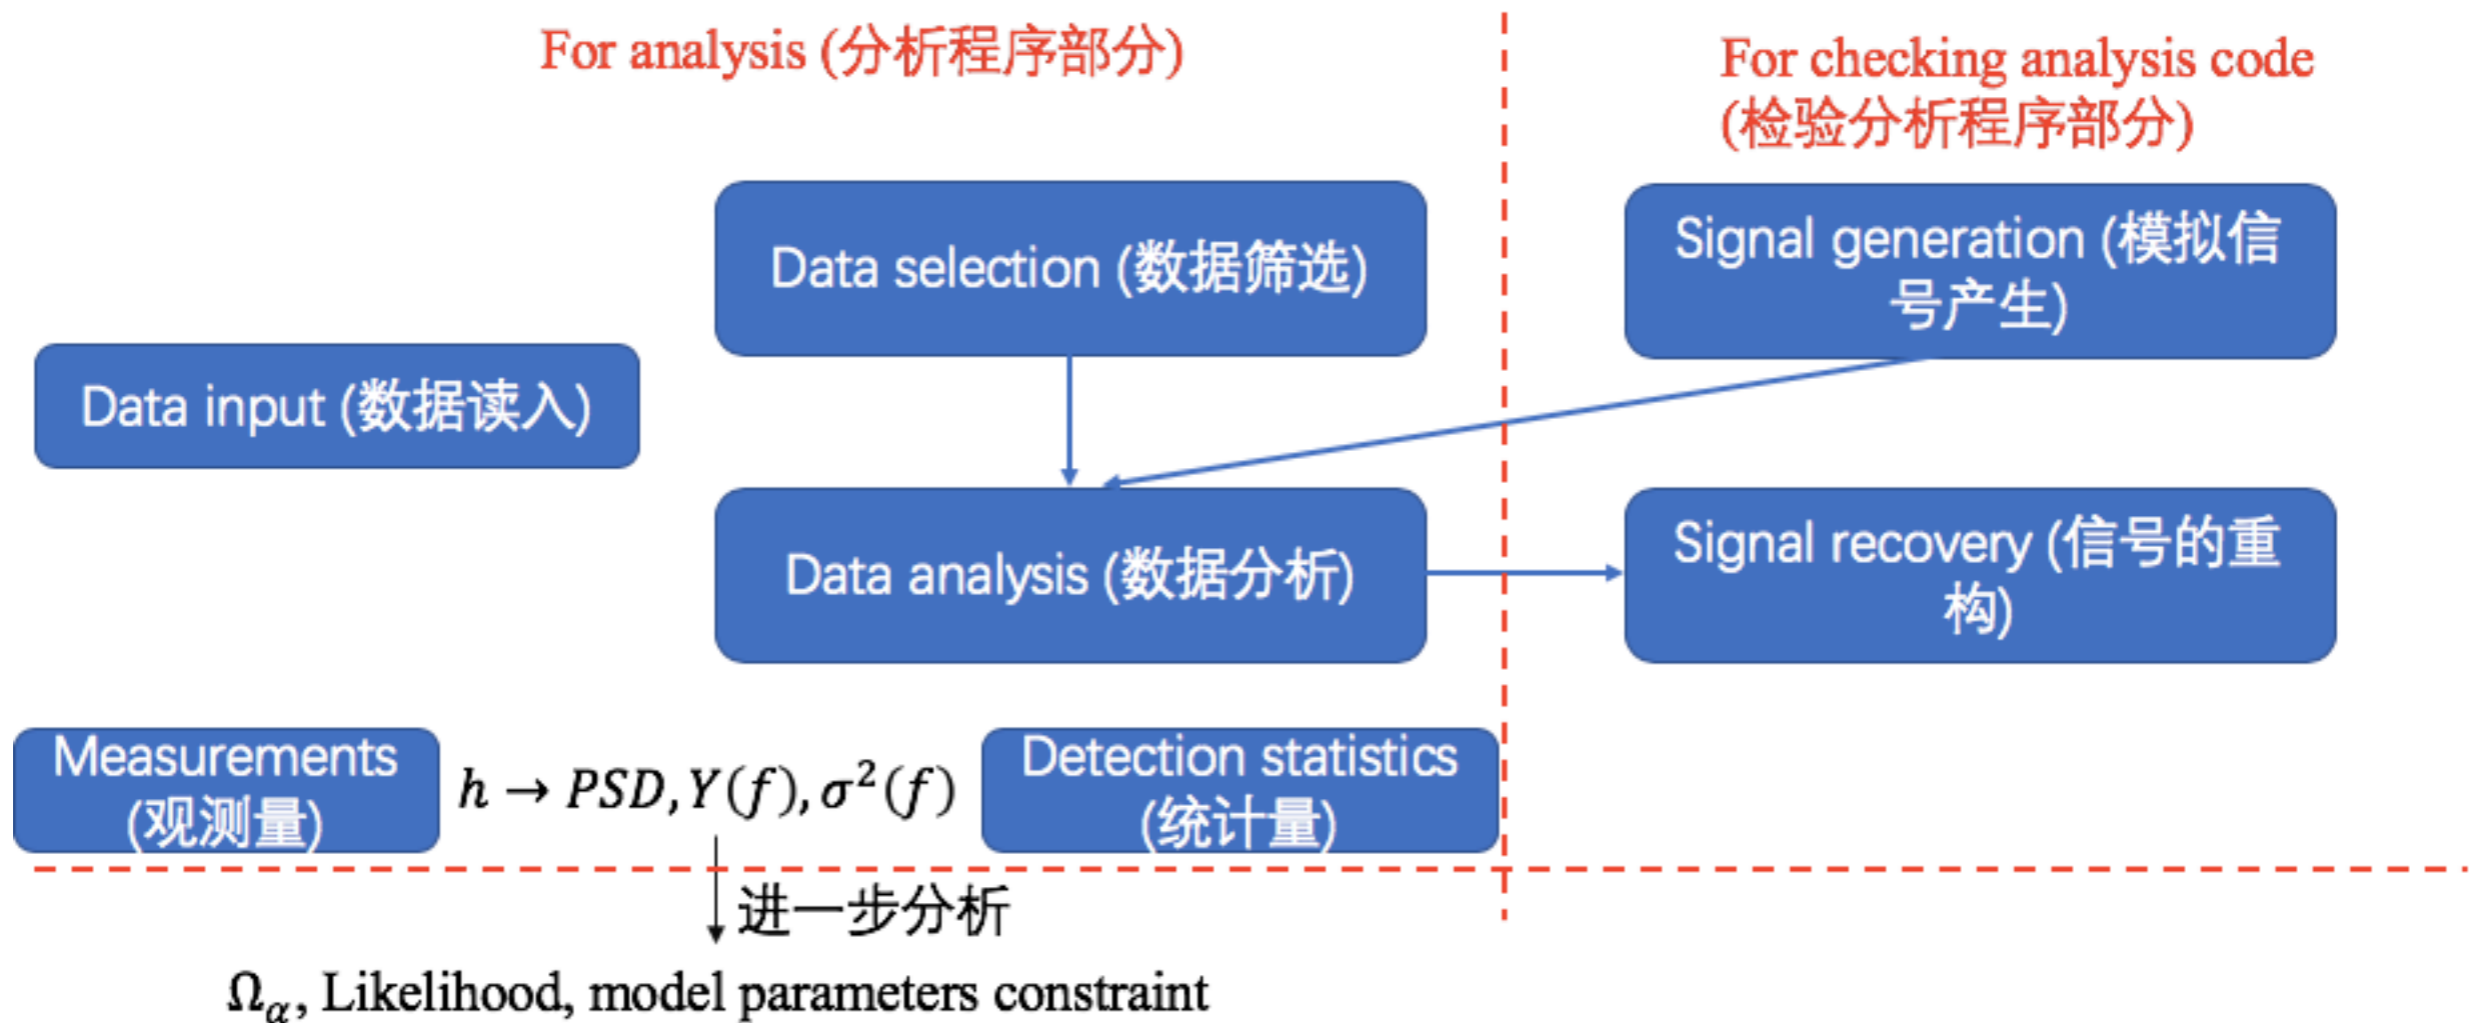 For analysis (分析程序部分)
For checking analysis code
(检验分析程序部分)
Data selection (数据筛选)
Signal generation (模拟信
号产生)
Data input (数据读入)
Data analysis (数据分析)
Signal recovery (信号的重
构)
Measurements
(观测量)
h → PSD, Y(f), σ²(f)
Detection statistics
(统计量)
进一步分析
Ωα, Likelihood, model parameters constraint